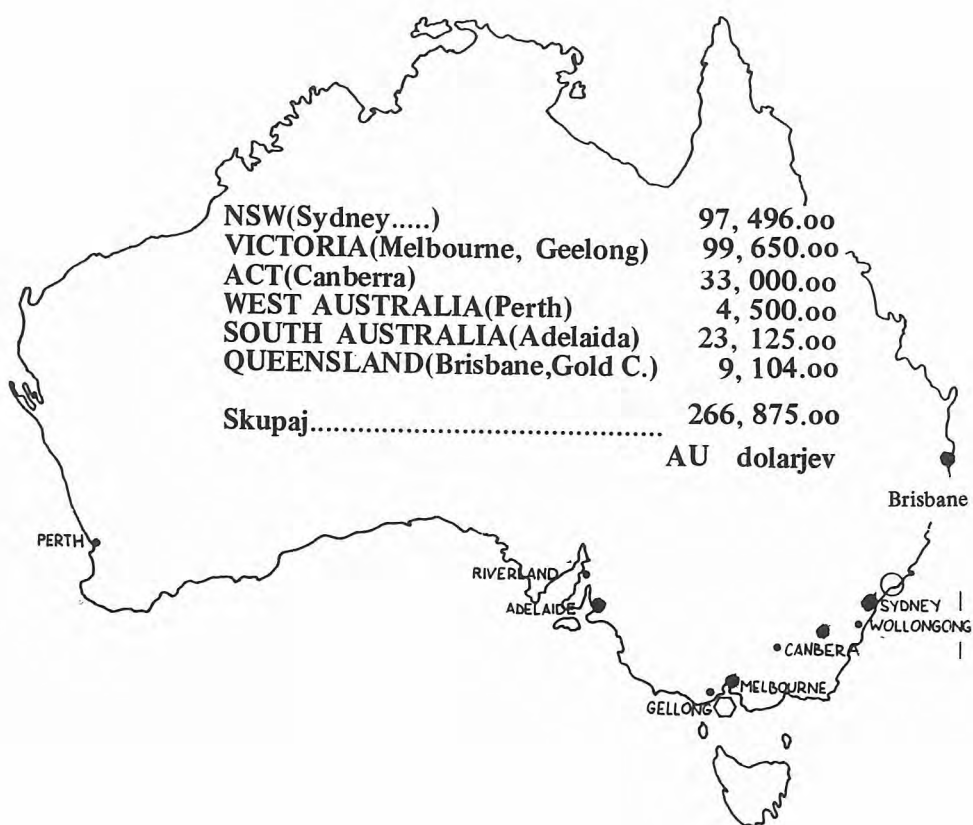 NSW(Sydney.....) 97, 496.oo
VICTORIA(Melbourne, Geelong) 99, 650.oo
ACT(Canberra) 33, 000.oo
WEST AUSTRALIA(Perth) 4, 500.oo
SOUTH AUSTRALIA(Adelaida) 23, 125.oo
QUEENSLAND(Brisbane,Gold C.) 9, 104.oo
Skupaj.......................................... 266, 875.oo
AU dolarjev
Brisbane
PERTH
RIVERLAND
ADELAIDE
SYDNEY
WOLLONGONG
CANBERA
MELBOURNE
GELLONG